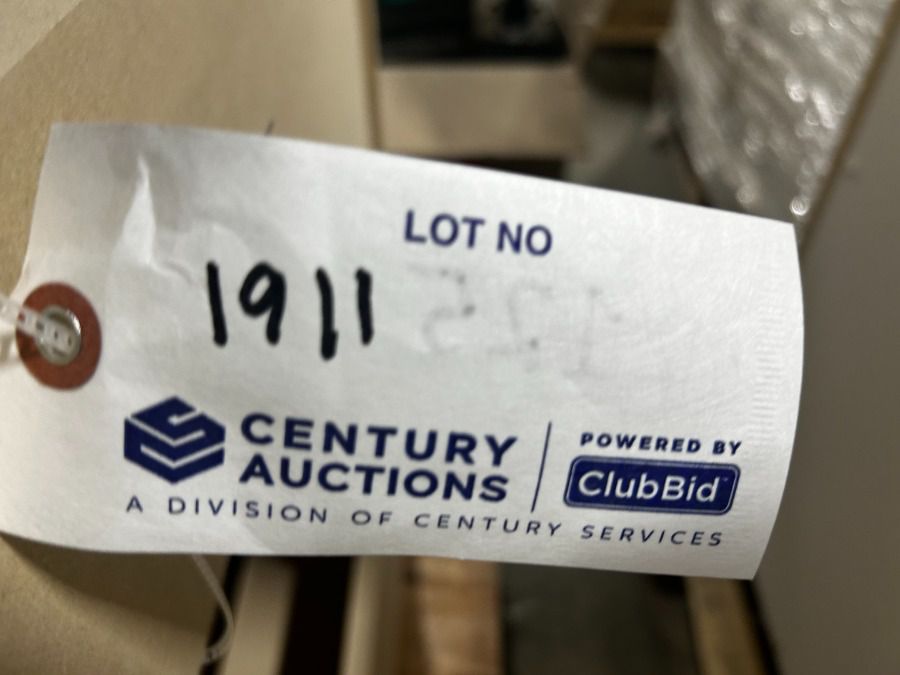 LOT NO
1911
CENTURY
AUCTIONS
A DIVISION OF CENTURY SERVICES
POWERED BY
ClubBid